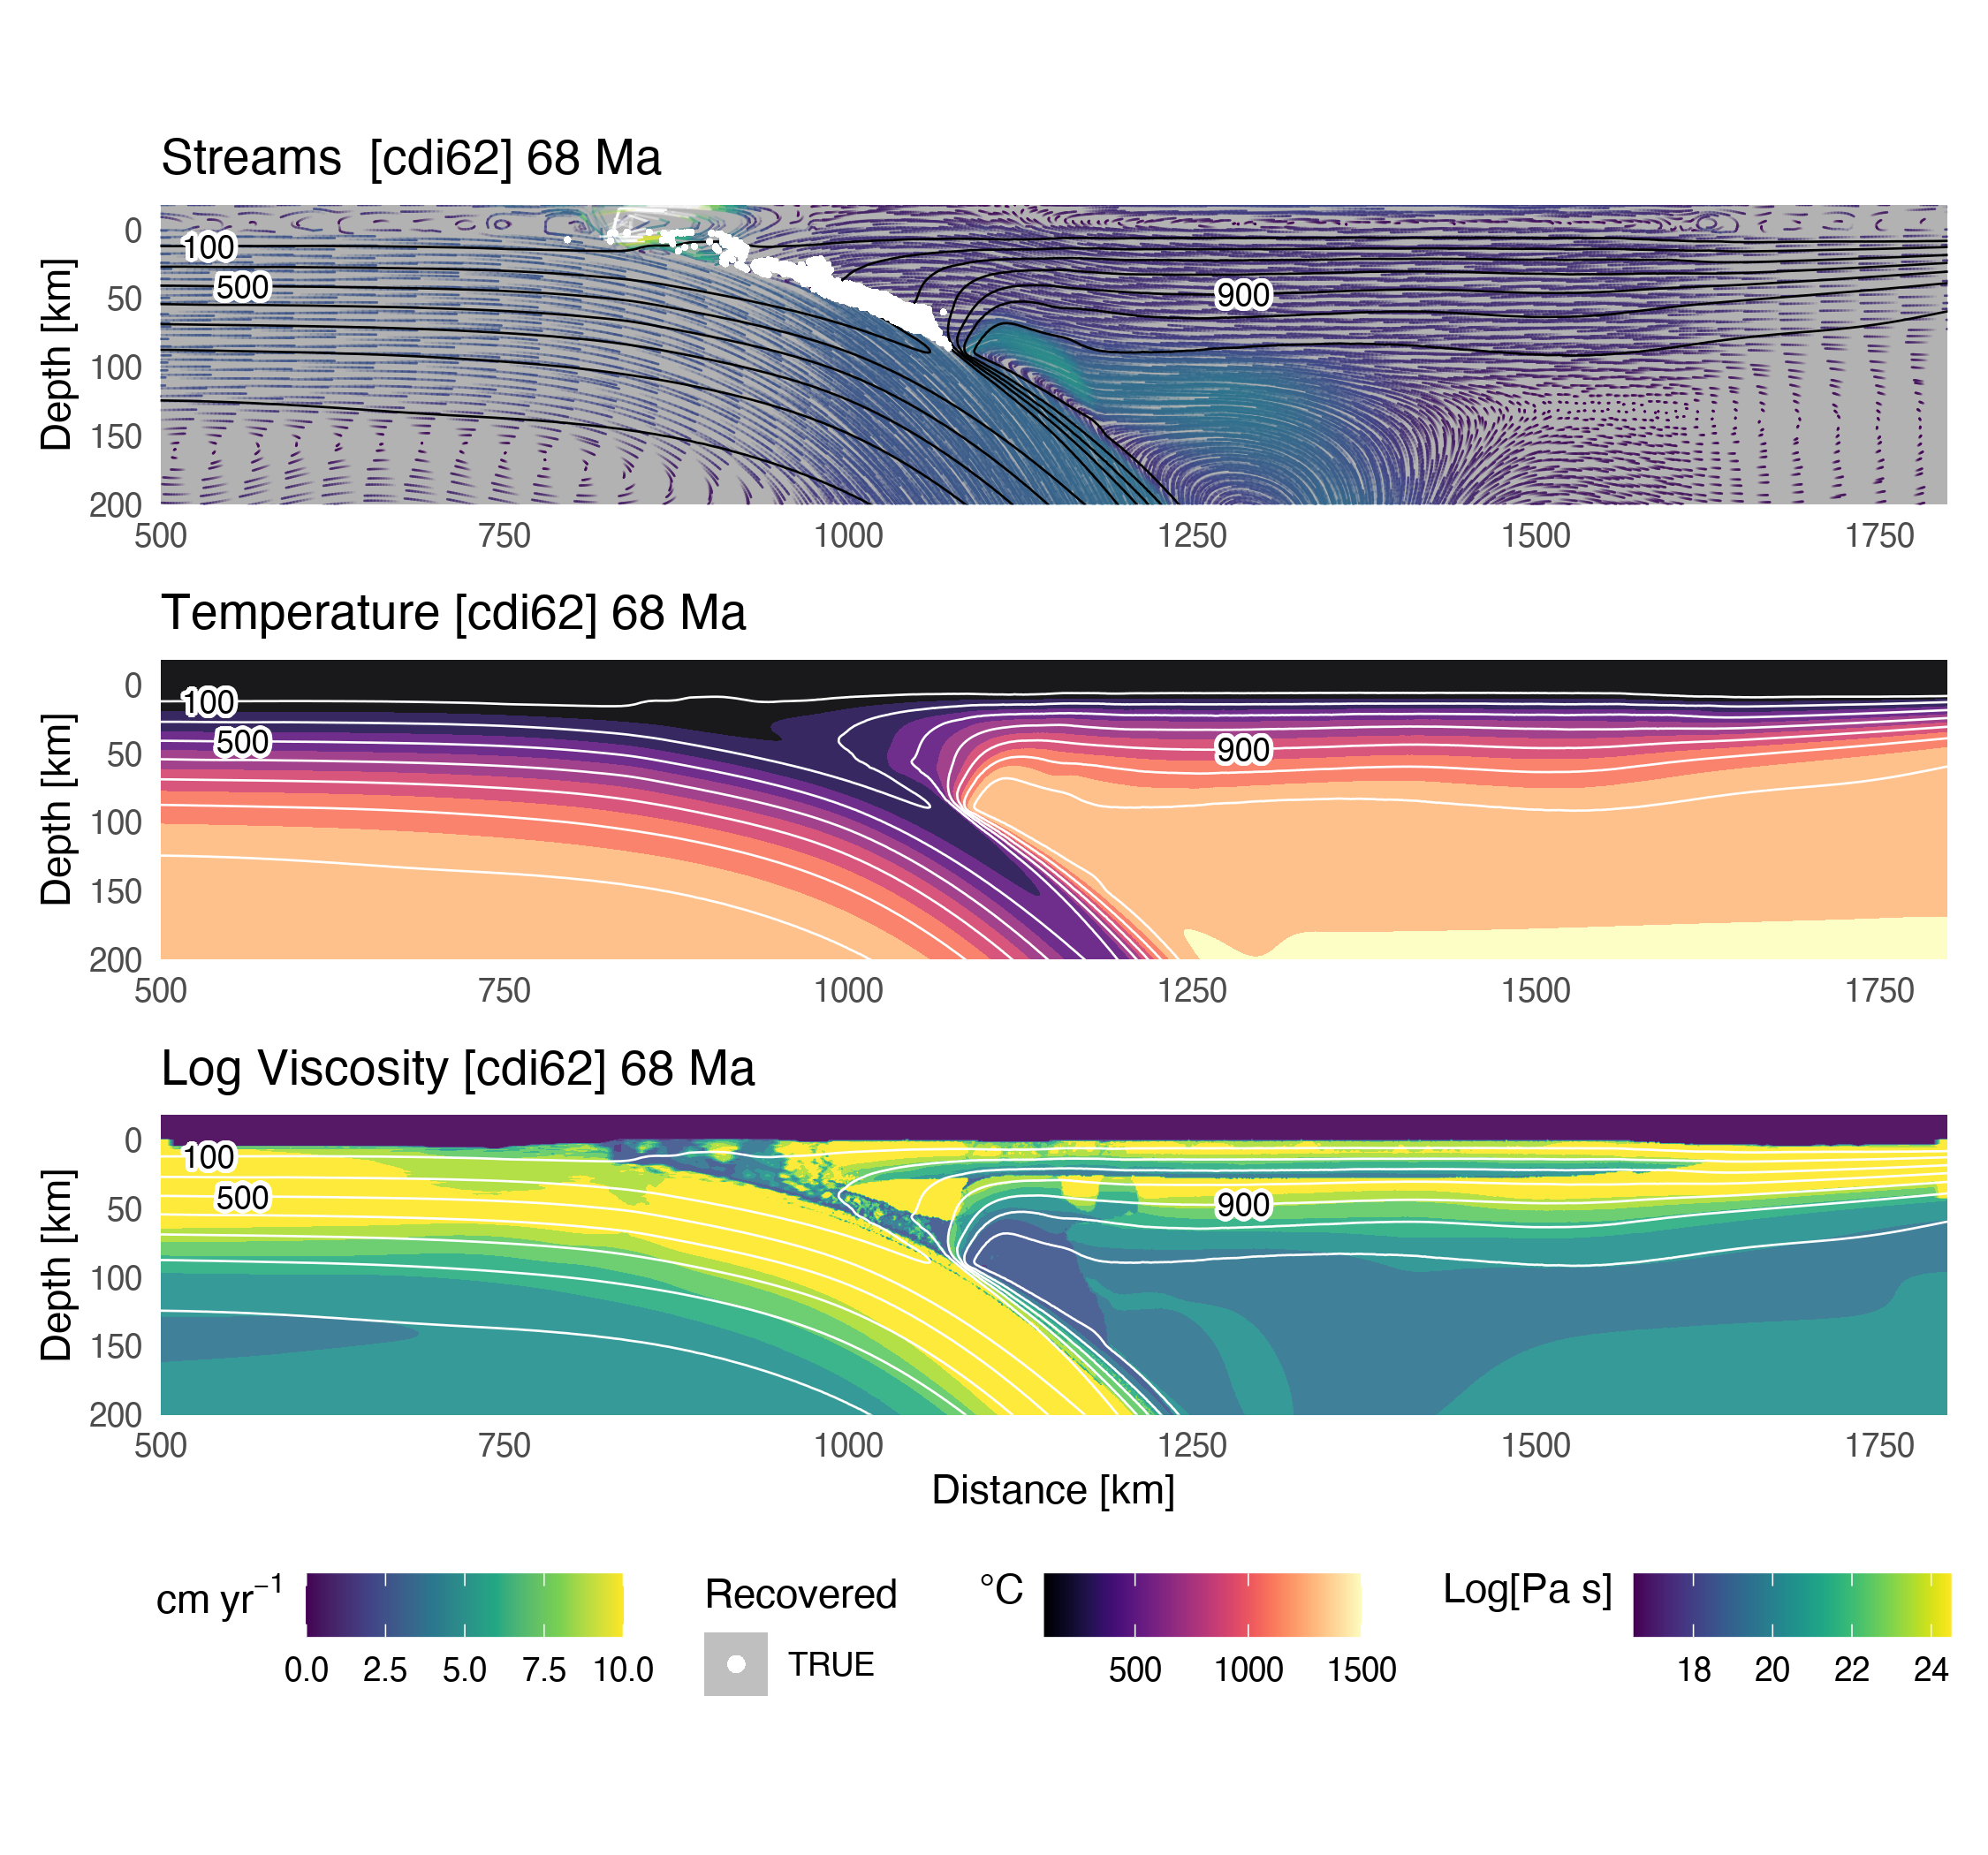 Streams  [cdi62] 68 Ma
Depth [km]
0
50
100
150
200
100
500
900
500 750 1000 1250 1500 1750
Temperature [cdi62] 68 Ma
Depth [km]
0
50
100
150
200
100
500
900
500 750 1000 1250 1500 1750
Log Viscosity [cdi62] 68 Ma
Depth [km]
0
50
100
150
200
100
500
900
500 750 1000 1250 1500 1750
Distance [km]
cm yr⁻¹
0.0 2.5 5.0 7.5 10.0
Recovered
TRUE
°C
500 1000 1500
Log[Pa s]
18 20 22 24